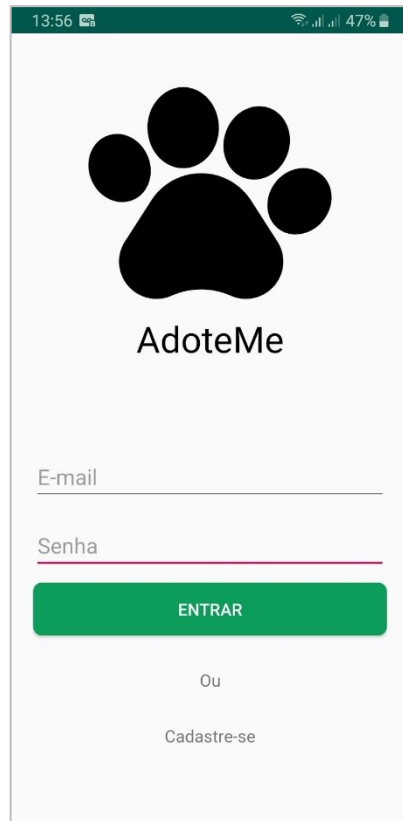 13:56 47%
AdoteMe
E-mail
Senha
ENTRAR
Ou
Cadastre-se